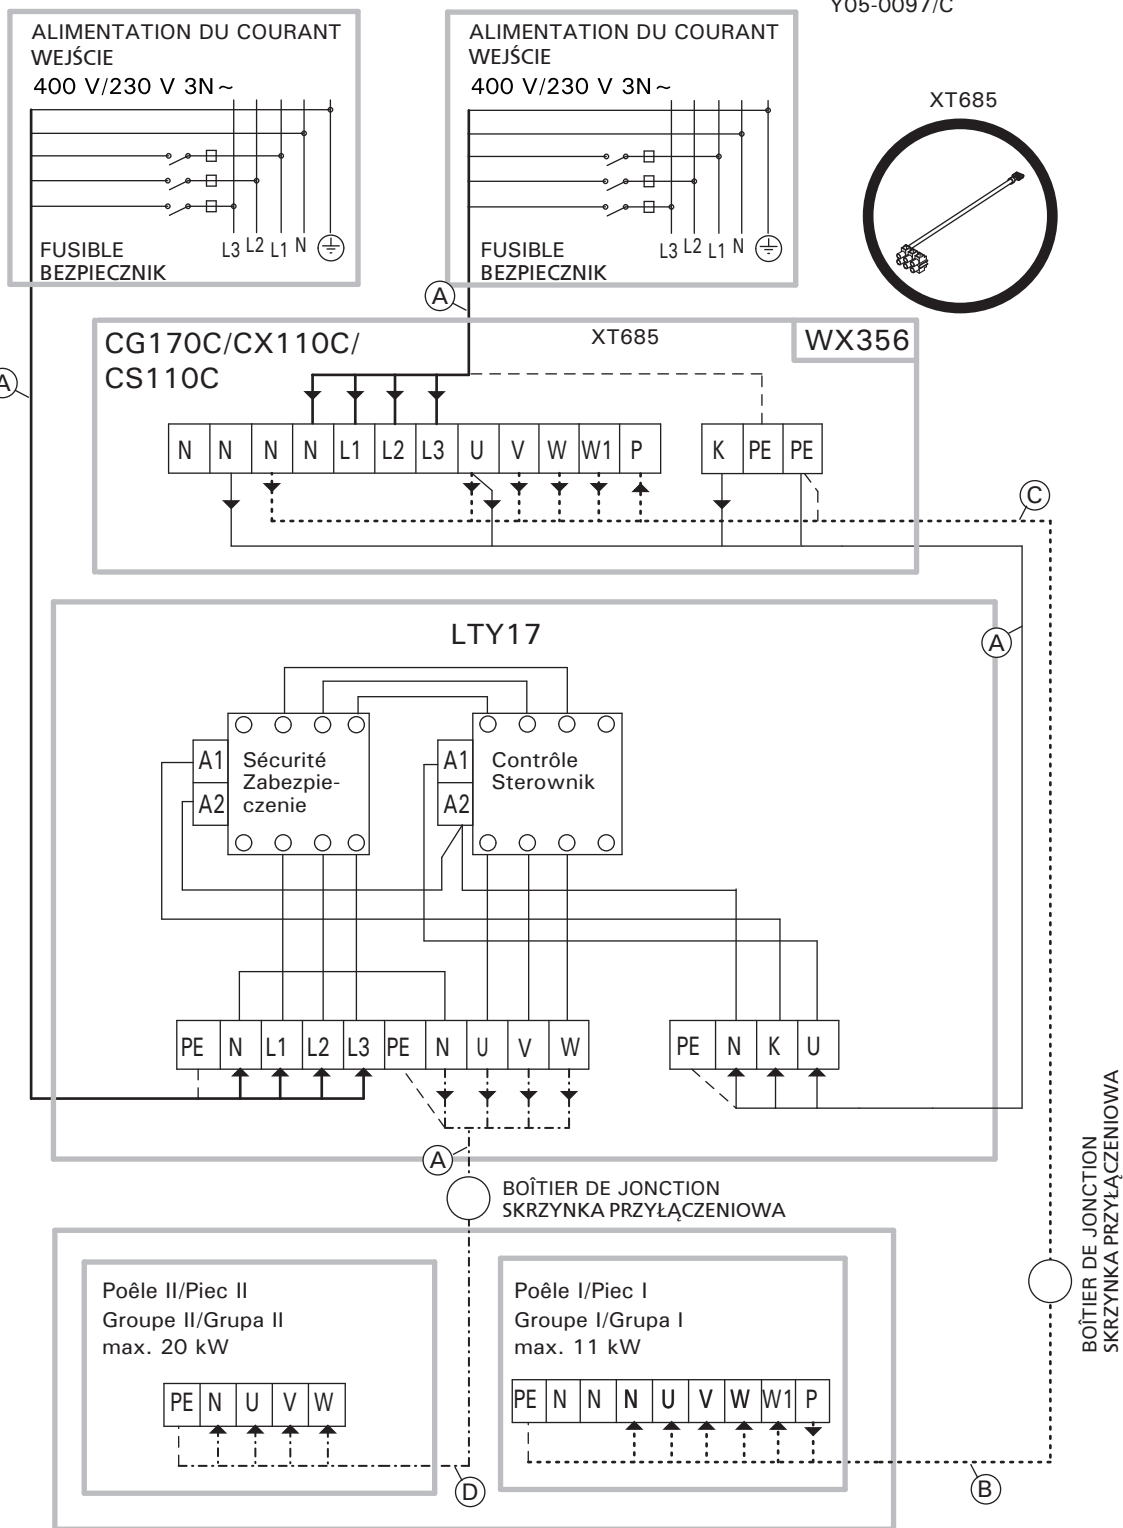 Y05-0097/C
ALIMENTATION DU COURANT
WEJŚCIE
400 V/230 V 3N~
L3 L2 L1 N
FUSIBLE
BEZPIECZNIK
ALIMENTATION DU COURANT
WEJŚCIE
400 V/230 V 3N~
L3 L2 L1 N
FUSIBLE
BEZPIECZNIK
XT685
A
A
CG170C/CX110C/
CS110C
XT685
WX356
N N N N L1 L2 L3 U V W W1 P
K PE PE
C
LTY17
A
A1
A2
Sécurité
Zabezpie-
czenie
A1
A2
Contrôle
Sterownik
PE N L1 L2 L3 PE N U V W
PE N K U
A
BOÎTIER DE JONCTION
SKRZYNKA PRZYŁĄCZENIOWA
BOÎTIER DE JONCTION
SKRZYNKA PRZYŁĄCZENIOWA
Poêle II/Piec II
Groupe II/Grupa II
max. 20 kW
PE N U V W
D
Poêle I/Piec I
Groupe I/Grupa I
max. 11 kW
PE N N N U V W W1 P
B